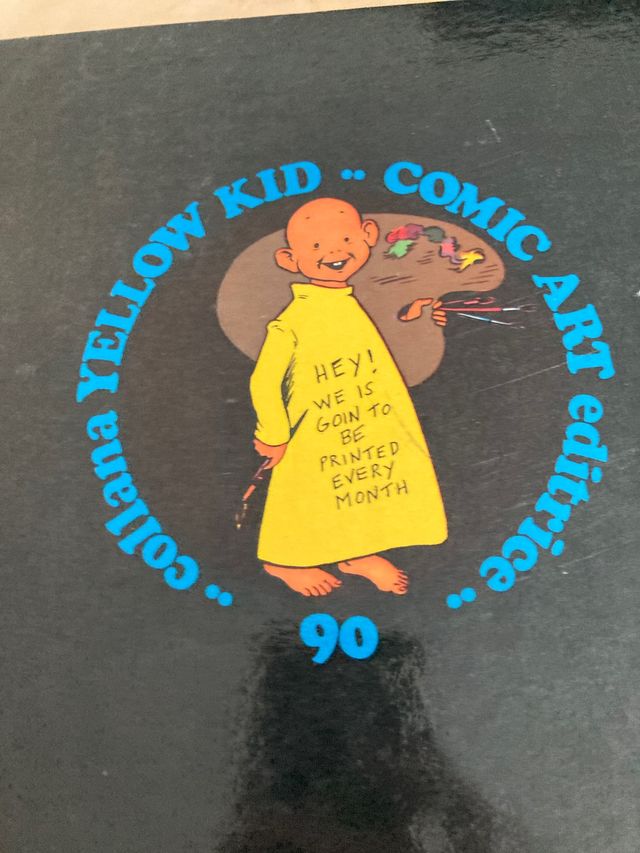 collana YELLOW KID .. COMIC ART editrice ..
HEY!
WE IS
GOIN TO
BE
PRINTED
EVERY
MONTH
90